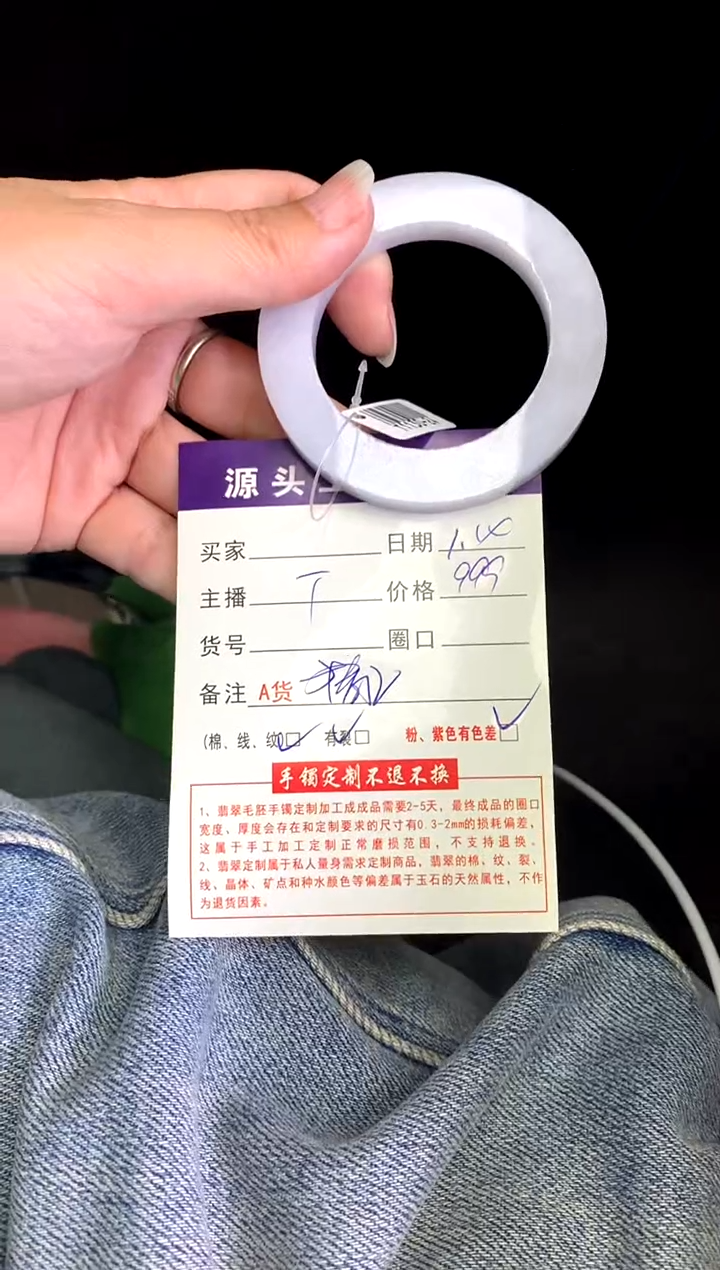 源头
买家 日期 1.
主播 T 价格 999
货号 圈口
备注 A货
(棉、线、纹 有裂 粉、紫色有色差
手镯定制不退不换
1、翡翠毛胚手镯定制加工成成品需要2-5天，最终成品的圈口
宽度、厚度会存在和定制要求的尺寸有0.3-2mm的损耗偏差，
这属于手工加工定制正常磨损范围，不支持退换。
2、翡翠定制属于私人量身需求定制商品，翡翠的棉、纹、裂、
线、晶体、矿点和种水颜色等偏差属于玉石的天然属性，不作
为退货因素。